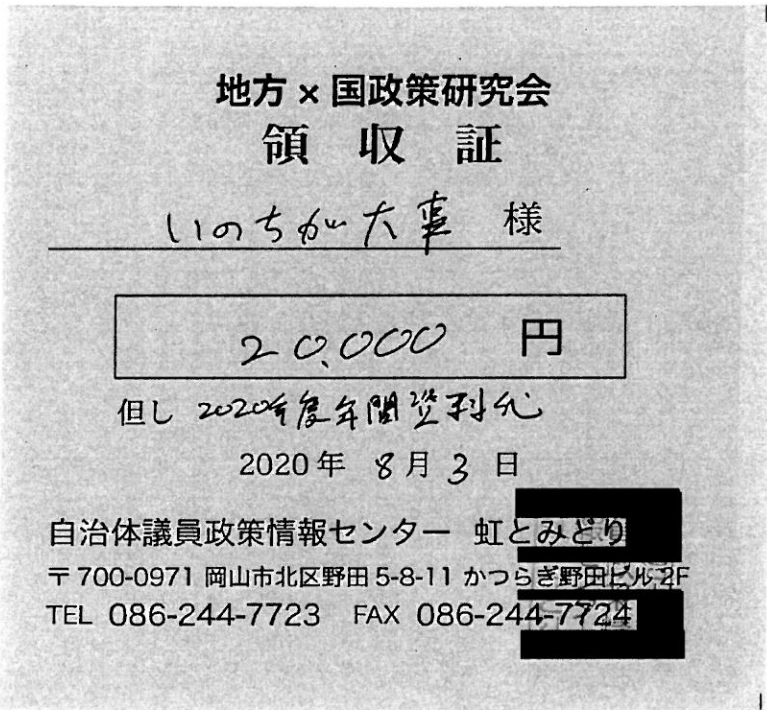 地方×国政策研究会
領収証
いのちが大事 様
20,000 円
但し 2020年度年間資料代
2020年 8月 3日
自治体議員政策情報センター 虹とみどり
〒700-0971 岡山市北区野田5-8-11 かつらぎ野田ビル2F
TEL 086-244-7723 FAX 086-244-7724